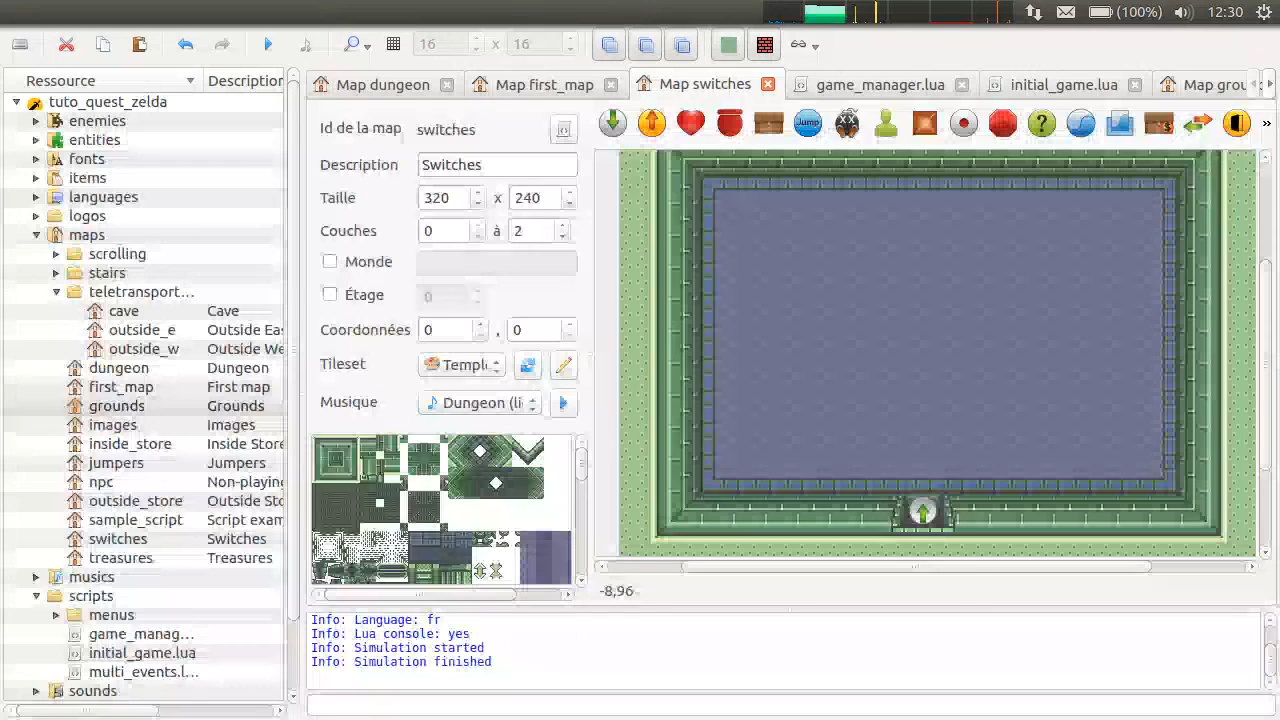 (100%) 12:30
16 x 16
Ressource Description
Map dungeon Map first_map Map switches game_manager.lua initial_game.lua Map grou
tuto_quest_zelda
enemies
entities
fonts
items
languages
logos
maps
scrolling
stairs
teletransport...
cave Cave
outside_e Outside Eas
outside_w Outside We
dungeon Dungeon
first_map First map
grounds Grounds
images Images
inside_store Inside Store
jumpers Jumpers
npc Non-playing
outside_store Outside Sto
sample_script Script exam
switches Switches
treasures Treasures
musics
scripts
menus
game_manag...
initial_game.lua
multi_events.l...
sounds
Id de la map switches
Description Switches
Taille 320 x 240
Couches 0 à 2
Monde
Étage 0
Coordonnées 0 , 0
Tileset Templ
Musique Dungeon (li
Jump
$
?
»
-8,96
Info: Language: fr
Info: Lua console: yes
Info: Simulation started
Info: Simulation finished